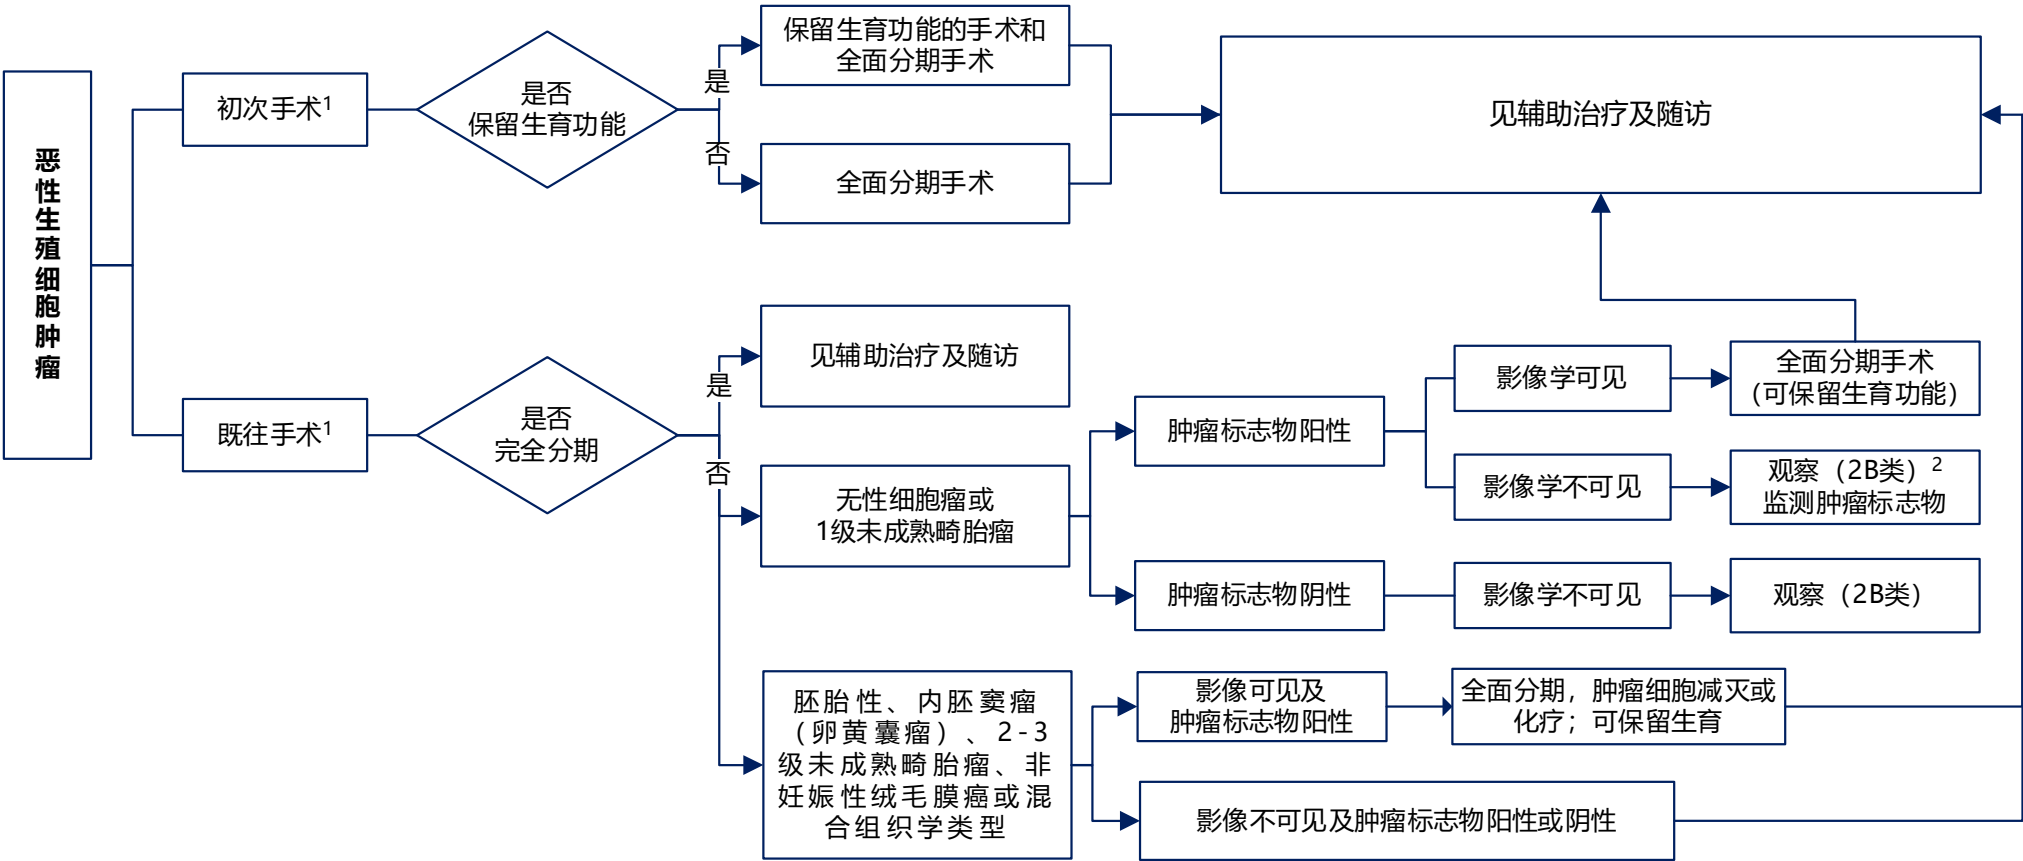 恶性生殖细胞肿瘤
初次手术1
是否
保留生育功能
是
否
保留生育功能的手术和
全面分期手术
全面分期手术
见辅助治疗及随访
既往手术1
是否
完全分期
是
否
见辅助治疗及随访
无性细胞瘤或
1级未成熟畸胎瘤
肿瘤标志物阳性
影像学可见
全面分期手术
(可保留生育功能)
影像学不可见
观察（2B类）2
监测肿瘤标志物
肿瘤标志物阴性
影像学不可见
观察（2B类）
胚胎性、内胚窦瘤
（卵黄囊瘤）、2-3
级未成熟畸胎瘤、非
妊娠性绒毛膜癌或混
合组织学类型
影像可见及
肿瘤标志物阳性
全面分期，肿瘤细胞减灭或
化疗；可保留生育
影像不可见及肿瘤标志物阳性或阴性